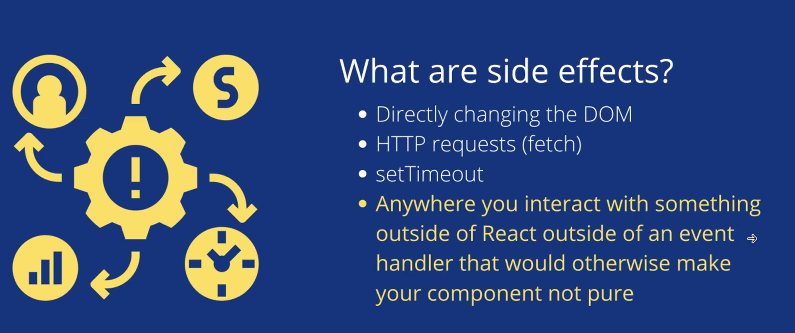 What are side effects?
• Directly changing the DOM
• HTTP requests (fetch)
• setTimeout
• Anywhere you interact with something
outside of React outside of an event
handler that would otherwise make
your component not pure
S
!